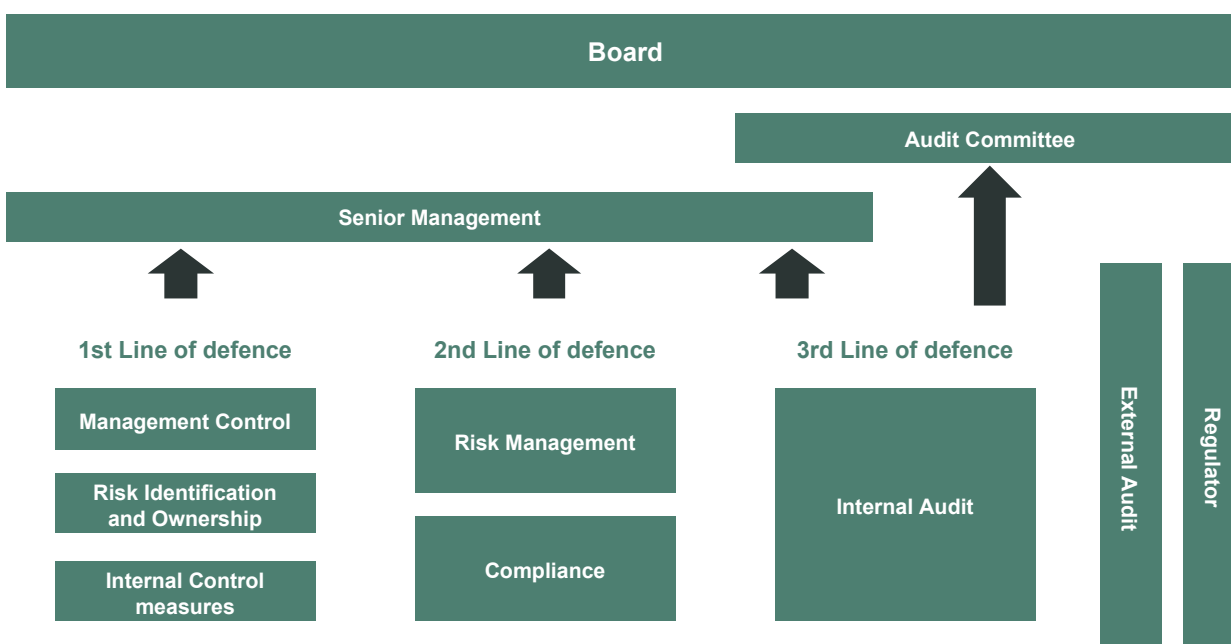 Board
Audit Committee
Senior Management
1st Line of defence
Management Control
Risk Identification
and Ownership
Internal Control
measures
2nd Line of defence
Risk Management
Compliance
3rd Line of defence
Internal Audit
External Audit
Regulator